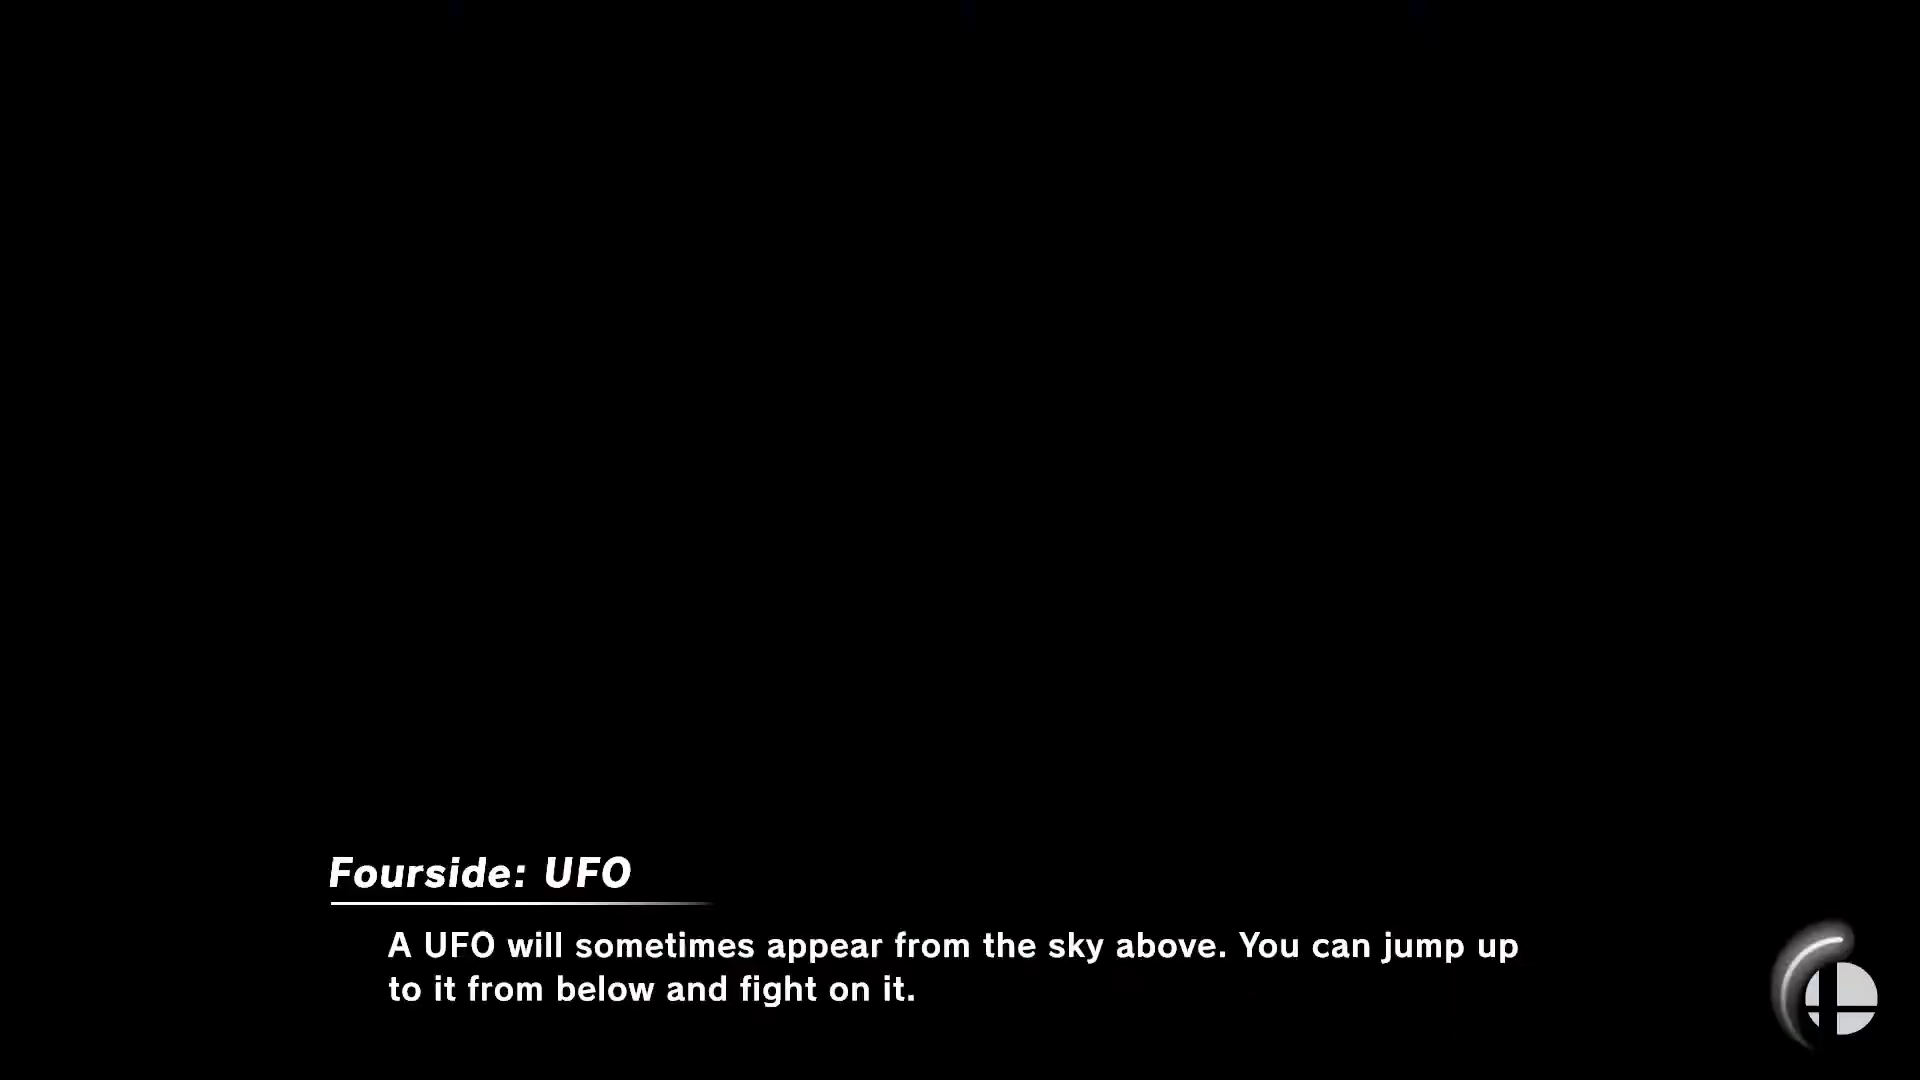 Fourside: UFO
A UFO will sometimes appear from the sky above. You can jump up
to it from below and fight on it.